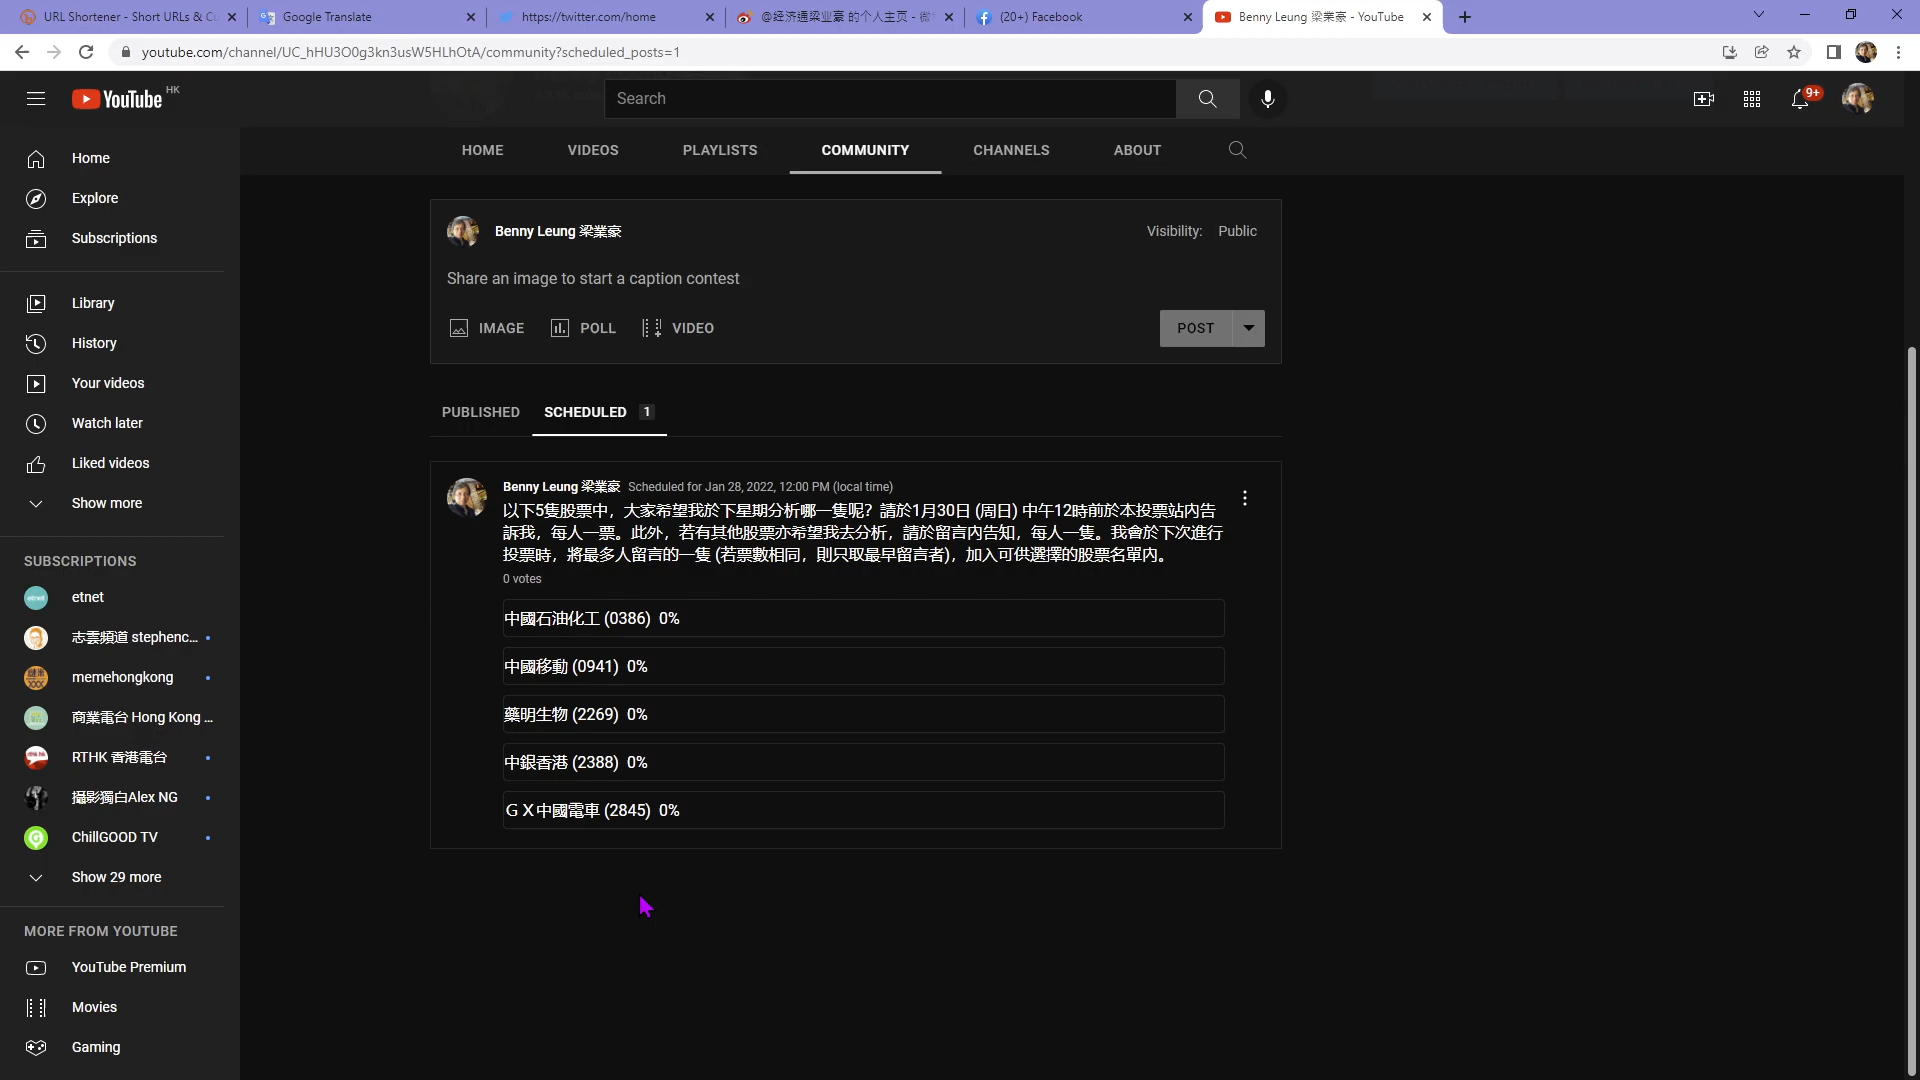 URL Shortener - Short URLs & Cu
Google Translate
https://twitter.com/home
@经济通梁业豪 的个人主页 - 微
(20+) Facebook
Benny Leung 梁業豪 - YouTube
youtube.com/channel/UC_hHU3O0g3kn3usW5HLhOtA/community?scheduled_posts=1
YouTube HK
Search
9+
HOME
VIDEOS
PLAYLISTS
COMMUNITY
CHANNELS
ABOUT
Home
Explore
Subscriptions
Library
History
Your videos
Watch later
Liked videos
Show more
SUBSCRIPTIONS
etnet
志雲頻道 stephenc...
memehongkong
商業電台 Hong Kong ...
RTHK 香港電台
攝影獨白Alex NG
ChillGOOD TV
Show 29 more
MORE FROM YOUTUBE
YouTube Premium
Movies
Gaming
Benny Leung 梁業豪
Visibility: Public
Share an image to start a caption contest
IMAGE
POLL
VIDEO
POST
PUBLISHED
SCHEDULED 1
Benny Leung 梁業豪 Scheduled for Jan 28, 2022, 12:00 PM (local time)
以下5隻股票中，大家希望我於下星期分析哪一隻呢？請於1月30日 (周日) 中午12時前於本投票站內告
訴我，每人一票。此外，若有其他股票亦希望我去分析，請於留言內告知，每人一隻。我會於下次進行
投票時，將最多人留言的一隻 (若票數相同，則只取最早留言者)，加入可供選擇的股票名單內。
0 votes
中國石油化工 (0386) 0%
中國移動 (0941) 0%
藥明生物 (2269) 0%
中銀香港 (2388) 0%
ＧＸ中國電車 (2845) 0%